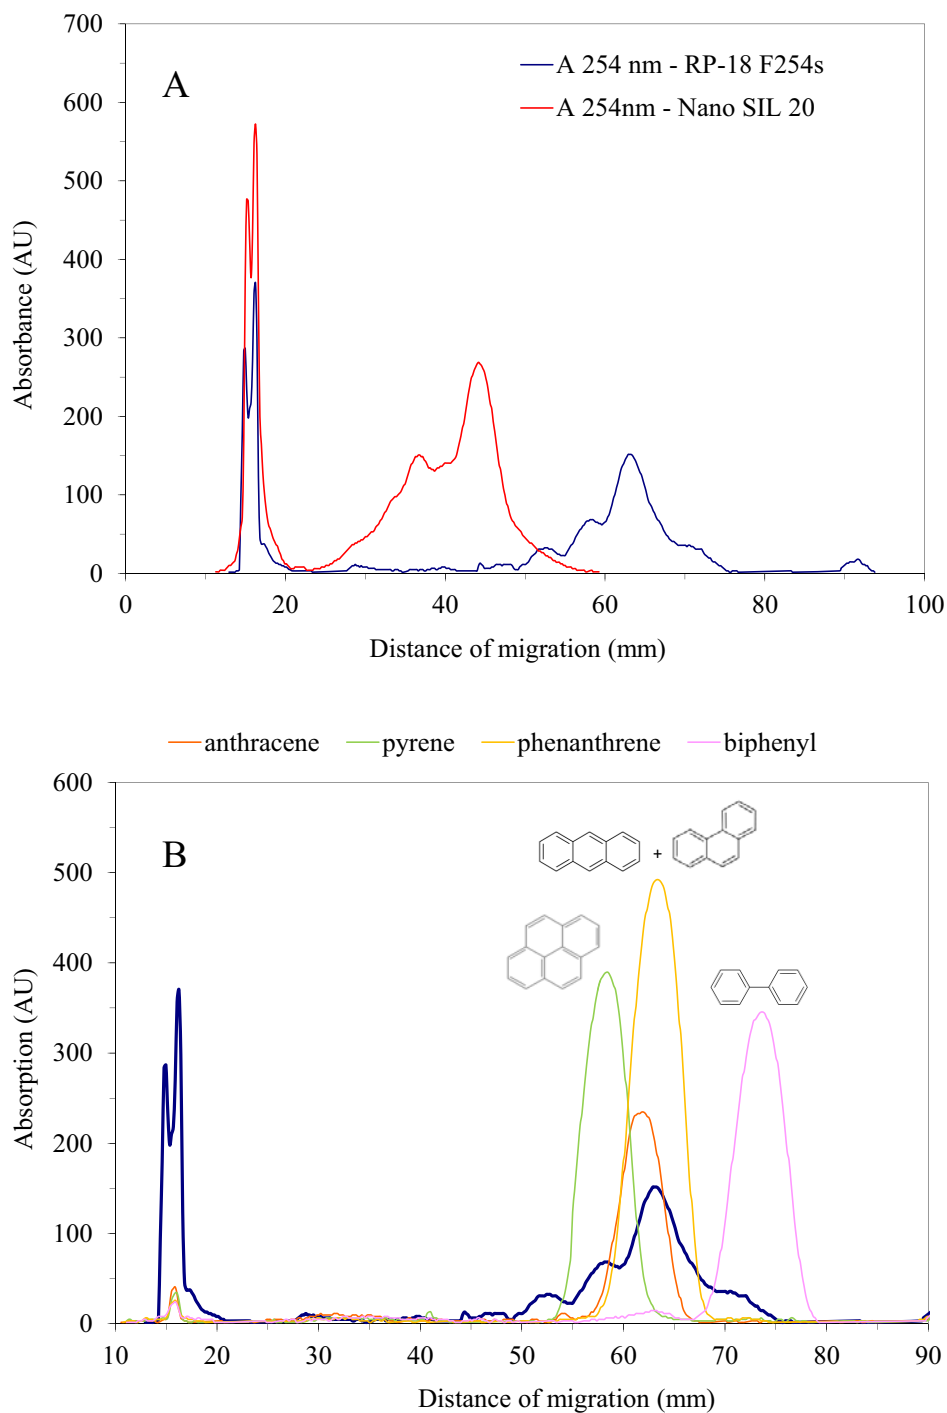 700
600
500
400
300
200
100
0
A
A 254 nm - RP-18 F254s
A 254nm - Nano SIL 20
Absorbance (AU)
0 20 40 60 80 100
Distance of migration (mm)
anthracene pyrene phenanthrene biphenyl
600
500
400
300
200
100
0
B
+
Absorption (AU)
10 20 30 40 50 60 70 80 90
Distance of migration (mm)